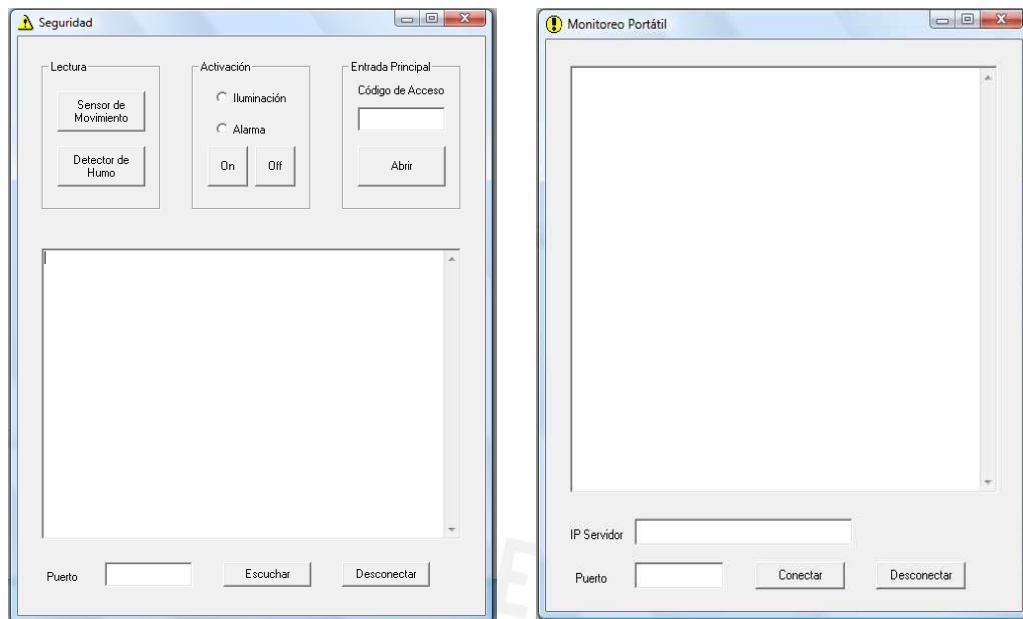 Seguridad
Lectura
Sensor de
Movimiento
Detector de
Humo
Activación
Iluminación
Alarma
On
Off
Entrada Principal
Código de Acceso
Abrir
Puerto
Escuchar
Desconectar
Monitoreo Portátil
IP Servidor
Puerto
Conectar
Desconectar